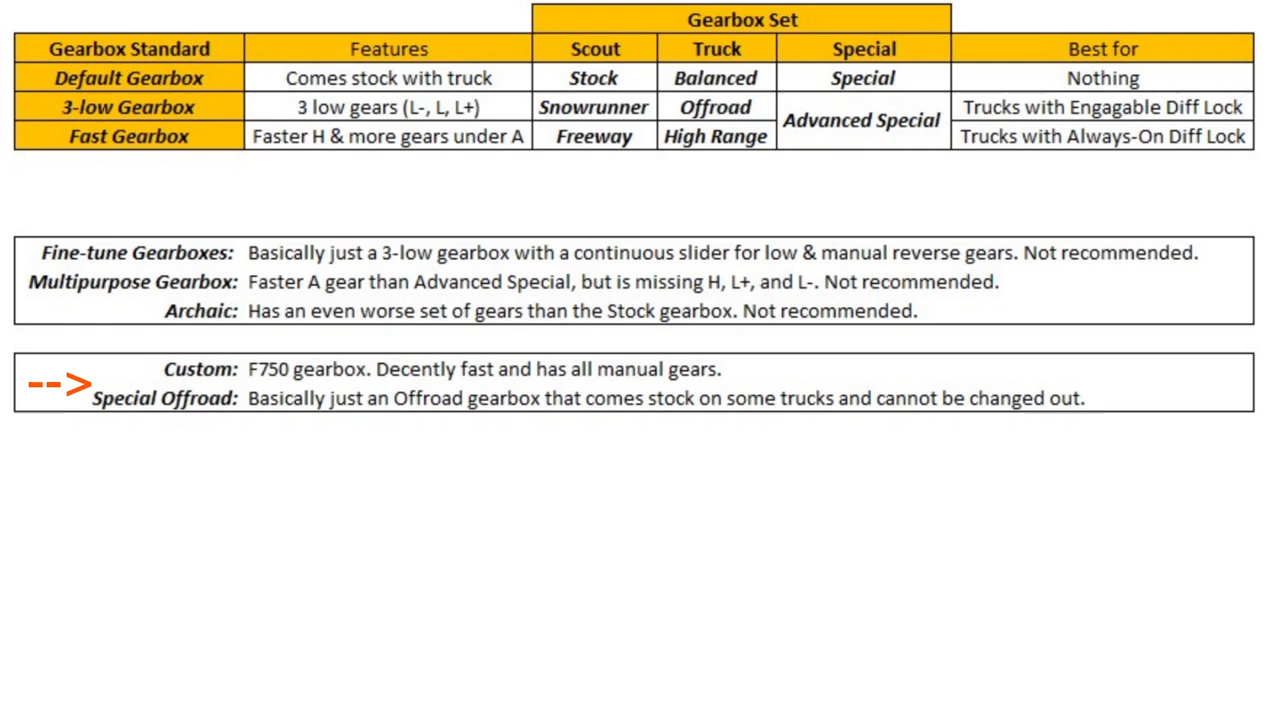 Gearbox Set
Gearbox Standard Features Scout Truck Special Best for
Default Gearbox Comes stock with truck Stock Balanced Special Nothing
3-low Gearbox 3 low gears (L-, L, L+) Snowrunner Offroad Advanced Special Trucks with Engagable Diff Lock
Fast Gearbox Faster H & more gears under A Freeway High Range Trucks with Always-On Diff Lock
Fine-tune Gearboxes: Basically just a 3-low gearbox with a continuous slider for low & manual reverse gears. Not recommended.
Multipurpose Gearbox: Faster A gear than Advanced Special, but is missing H, L+, and L-. Not recommended.
Archaic: Has an even worse set of gears than the Stock gearbox. Not recommended.
Custom: F750 gearbox. Decently fast and has all manual gears.
--> Special Offroad: Basically just an Offroad gearbox that comes stock on some trucks and cannot be changed out.